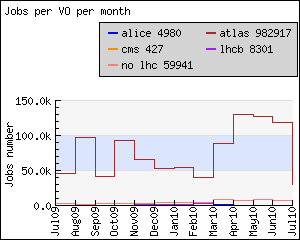 Jobs per VO per month
alice 4980
atlas 982917
cms 427
lhcb 8301
no lhc 59941
Jobs number
150.0k
100.0k
50.0k
0.0
Jul09
Aug09
Sep09
Oct09
Nov09
Dec09
Jan10
Feb10
Mar10
Apr10
May10
Jun10
Jul10